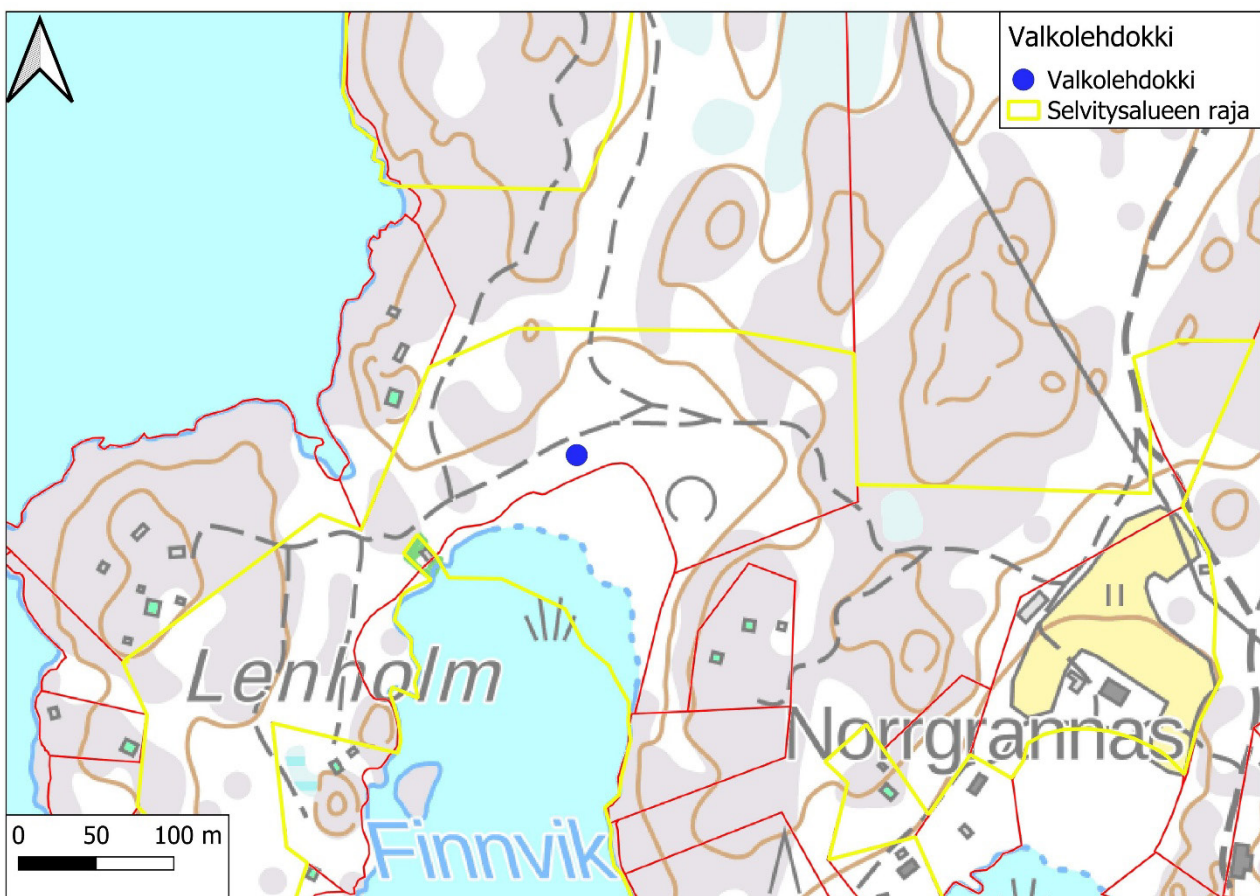 Valkolehdokki
Valkolehdokki
Selvitysalueen raja
Lenholm
Norrgrannas
Finnvik
0 50 100 m